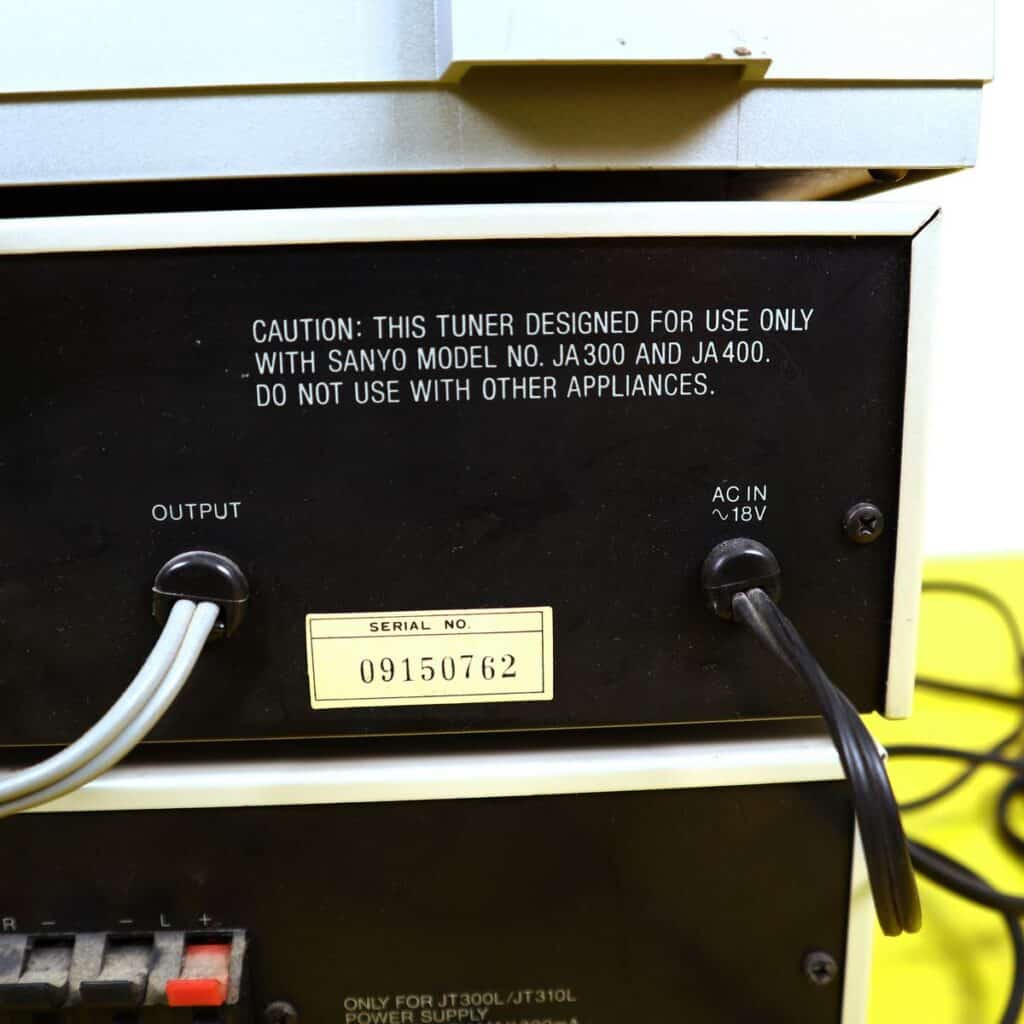 CAUTION: THIS TUNER DESIGNED FOR USE ONLY
WITH SANYO MODEL NO. JA300 AND JA400.
DO NOT USE WITH OTHER APPLIANCES.
OUTPUT
AC IN
~18V
SERIAL NO.
09150762
R − − L +
ONLY FOR JT300L/JT310L
POWER SUPPLY